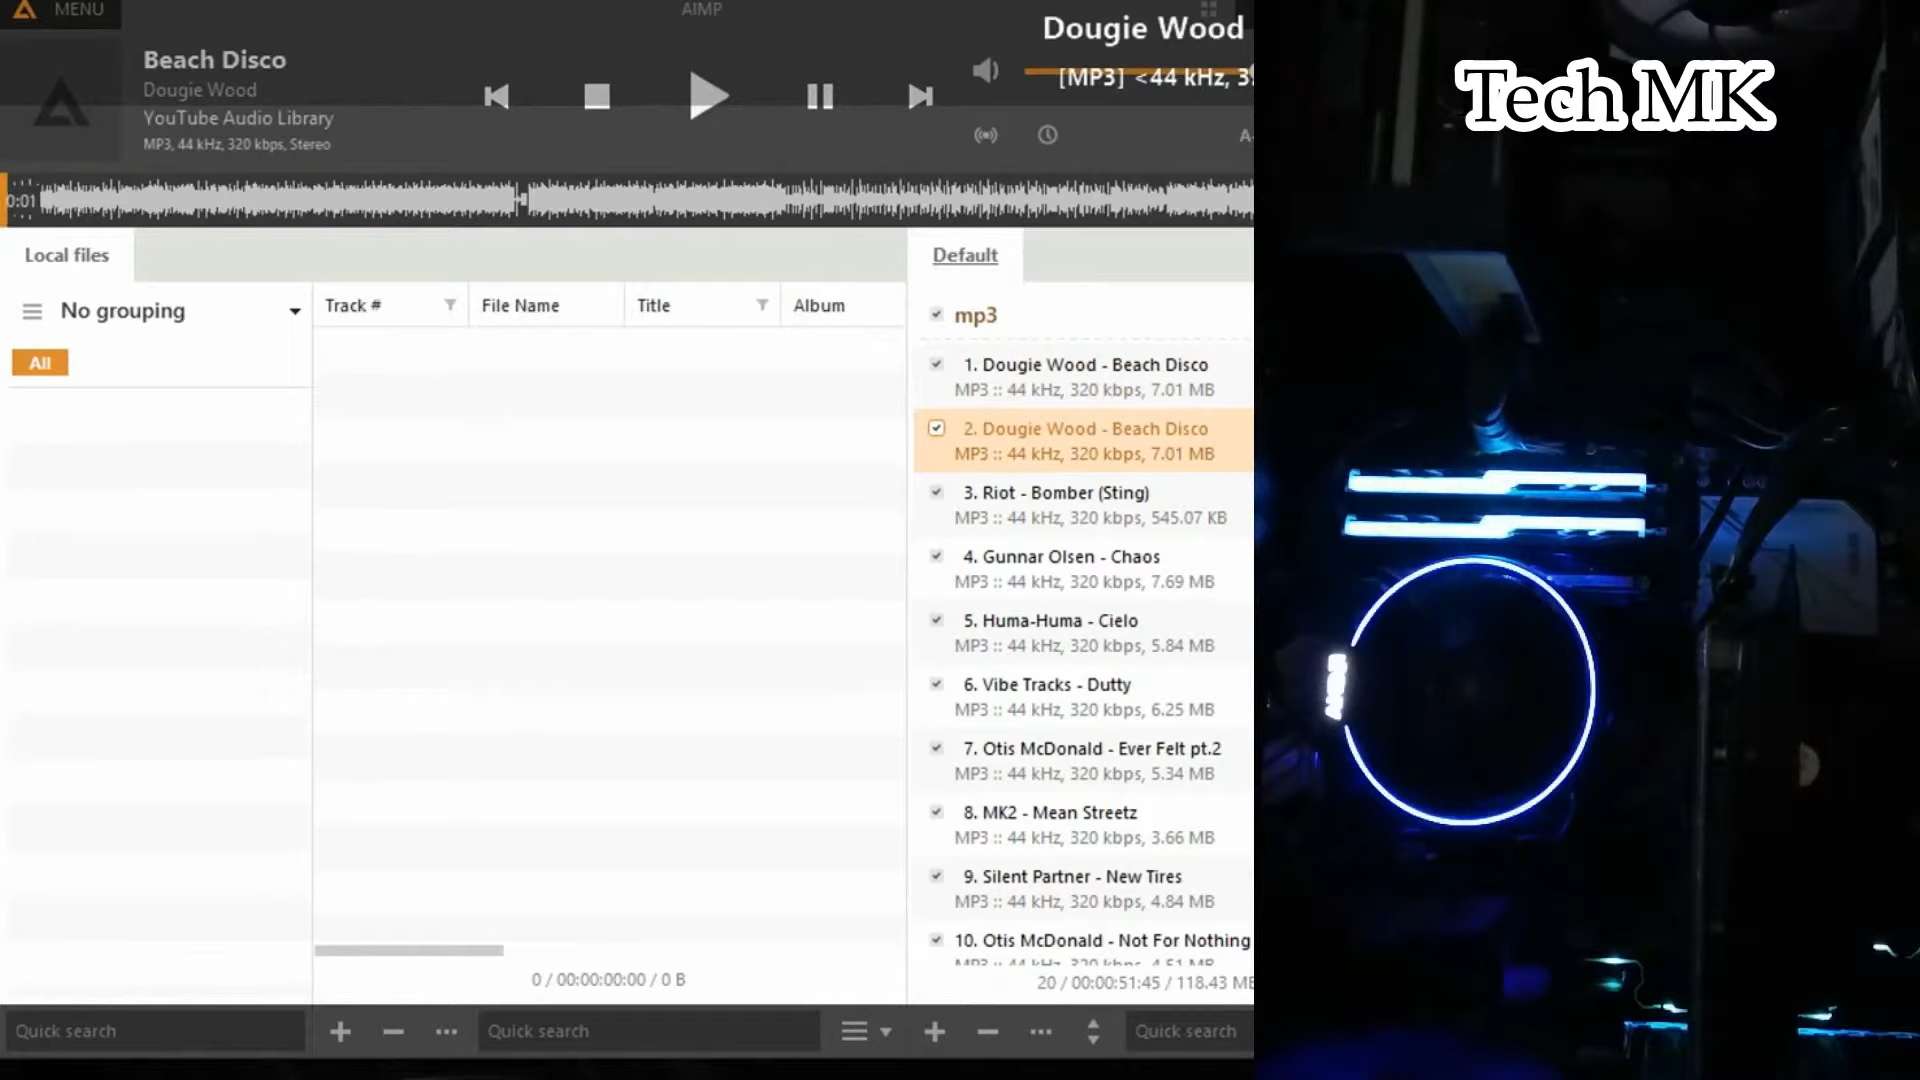 MENU
AIMP
Beach Disco
Dougie Wood
YouTube Audio Library
MP3, 44 kHz, 320 kbps, Stereo
Dougie Wood
[MP3] <44 kHz, 3
A-
0:01
Local files
No grouping
All
Track #
File Name
Title
Album
0 / 00:00:00:00 / 0 B
Default
mp3
1. Dougie Wood - Beach Disco
MP3 :: 44 kHz, 320 kbps, 7.01 MB
2. Dougie Wood - Beach Disco
MP3 :: 44 kHz, 320 kbps, 7.01 MB
3. Riot - Bomber (Sting)
MP3 :: 44 kHz, 320 kbps, 545.07 KB
4. Gunnar Olsen - Chaos
MP3 :: 44 kHz, 320 kbps, 7.69 MB
5. Huma-Huma - Cielo
MP3 :: 44 kHz, 320 kbps, 5.84 MB
6. Vibe Tracks - Dutty
MP3 :: 44 kHz, 320 kbps, 6.25 MB
7. Otis McDonald - Ever Felt pt.2
MP3 :: 44 kHz, 320 kbps, 5.34 MB
8. MK2 - Mean Streetz
MP3 :: 44 kHz, 320 kbps, 3.66 MB
9. Silent Partner - New Tires
MP3 :: 44 kHz, 320 kbps, 4.84 MB
10. Otis McDonald - Not For Nothing
MP3 :: 44 kHz, 320 kbps, 4.51 MB
20 / 00:00:51:45 / 118.43 MB
Quick search
Quick search
Quick search
Tech MK